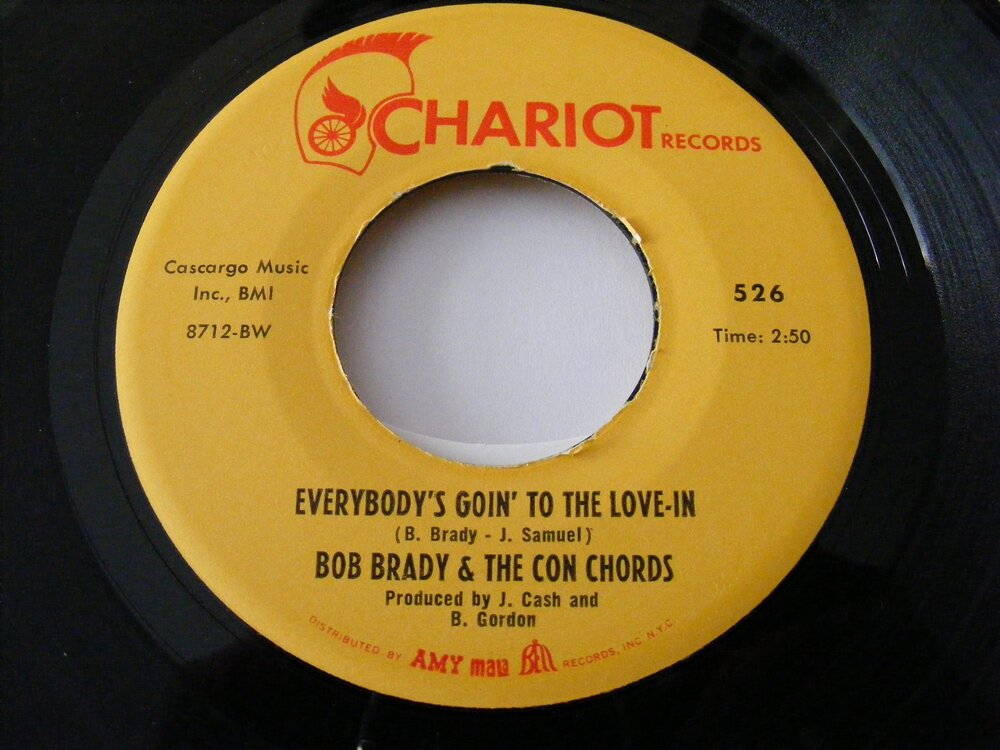 CHARIOT RECORDS
Cascargo Music
Inc., BMI
8712-BW
526
Time: 2:50
EVERYBODY'S GOIN' TO THE LOVE-IN
(B. Brady - J. Samuel)
BOB BRADY & THE CON CHORDS
Produced by J. Cash and
B. Gordon
DISTRIBUTED BY AMY mala Bell RECORDS, INC. N.Y.C.